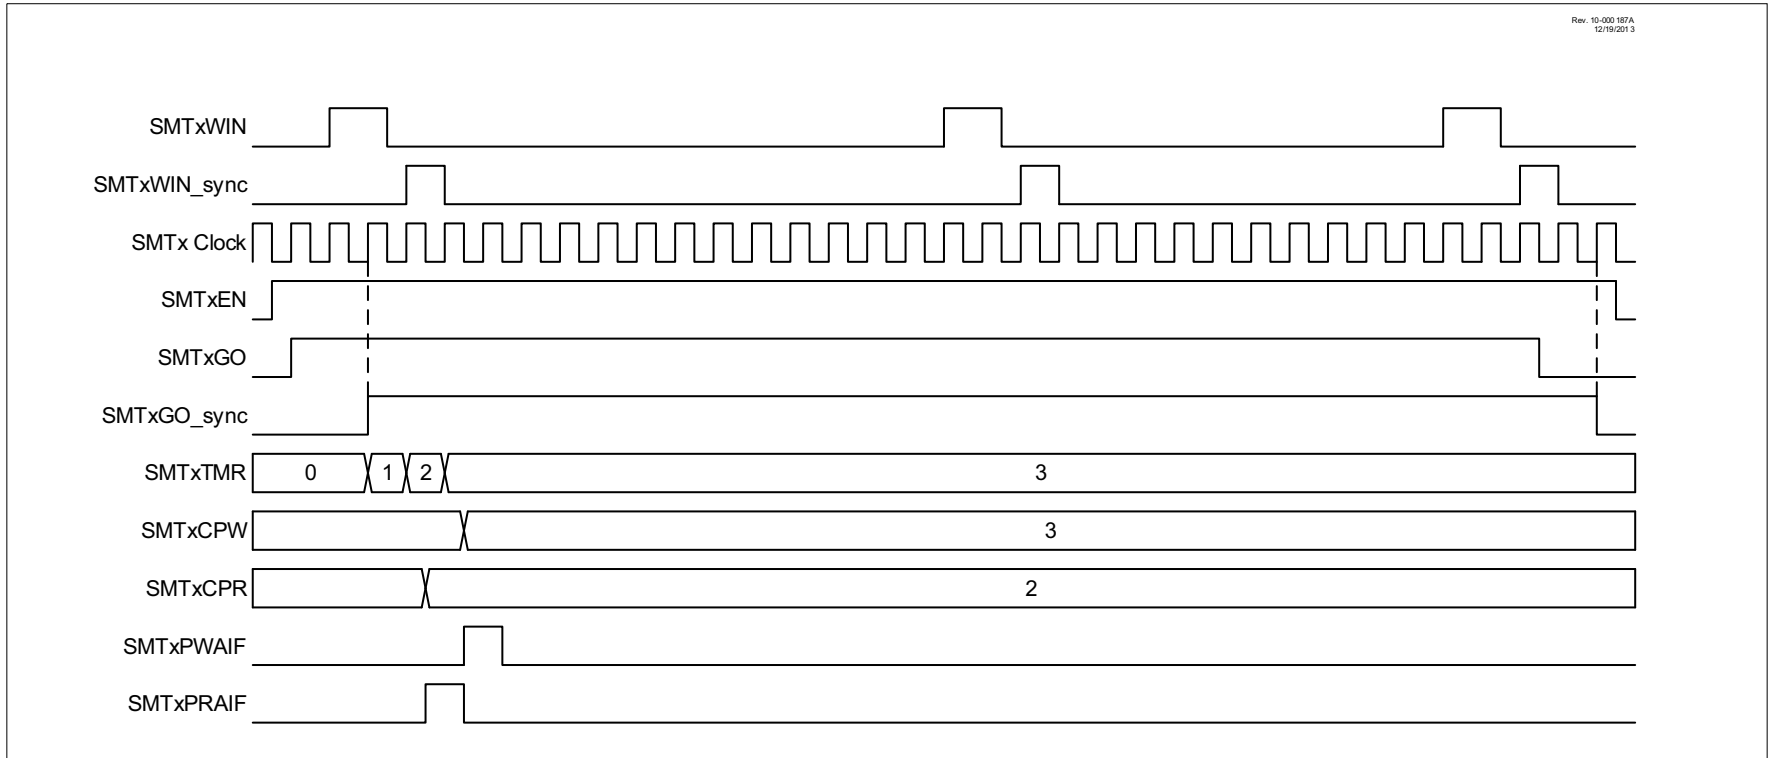 Rev. 10-000 187A
12/19/201 3
SMTxWIN
SMTxWIN_sync
SMTx Clock
SMTxEN
SMTxGO
SMTxGO_sync
SMTxTMR 0 1 2 3
SMTxCPW 3
SMTxCPR 2
SMTxPWAIF
SMTxPRAIF